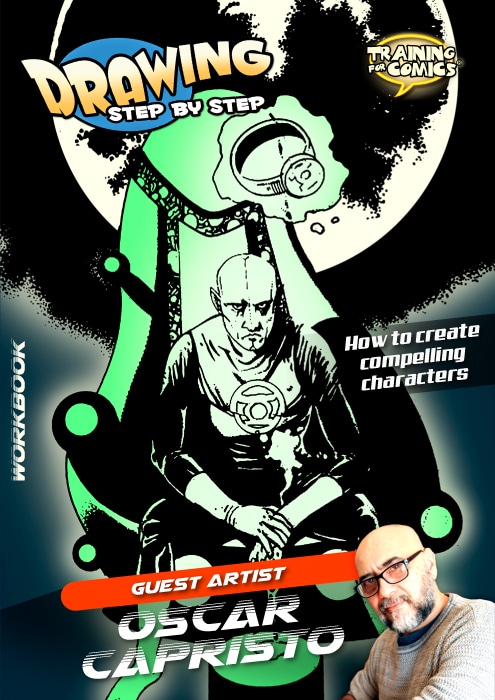 DRAWING
STEP BY STEP
TRAINING
FOR COMICS
How to create
compelling
characters
WORKBOOK
GUEST ARTIST
OSCAR
CAPRISTO